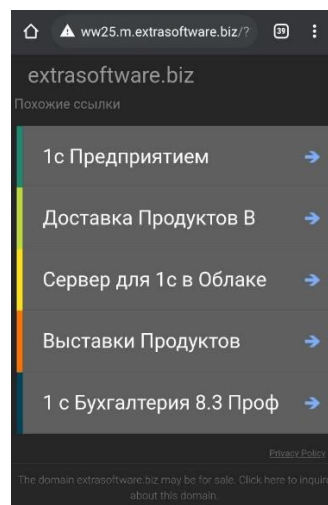 ww25.m.extrasoftware.biz/?
39
extrasoftware.biz
Похожие ссылки
1с Предприятием
Доставка Продуктов В
Сервер для 1с в Облаке
Выставки Продуктов
1 с Бухгалтерия 8.3 Проф
Privacy Policy
The domain extrasoftware.biz may be for sale. Click here to inquire
about this domain.